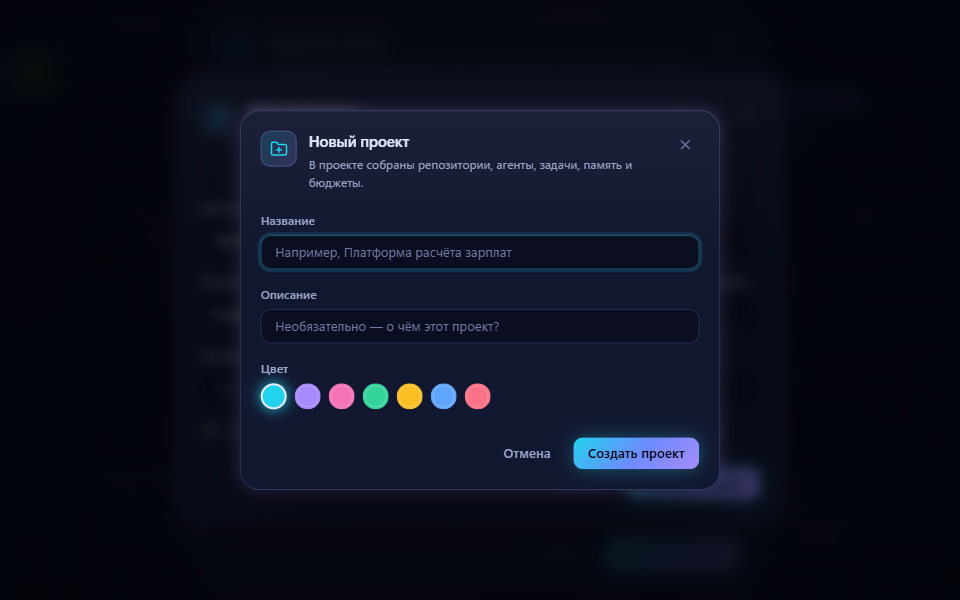 Новый проект
В проекте собраны репозитории, агенты, задачи, память и
бюджеты.
Название
Например, Платформа расчёта зарплат
Описание
Необязательно — о чём этот проект?
Цвет
Отмена
Создать проект